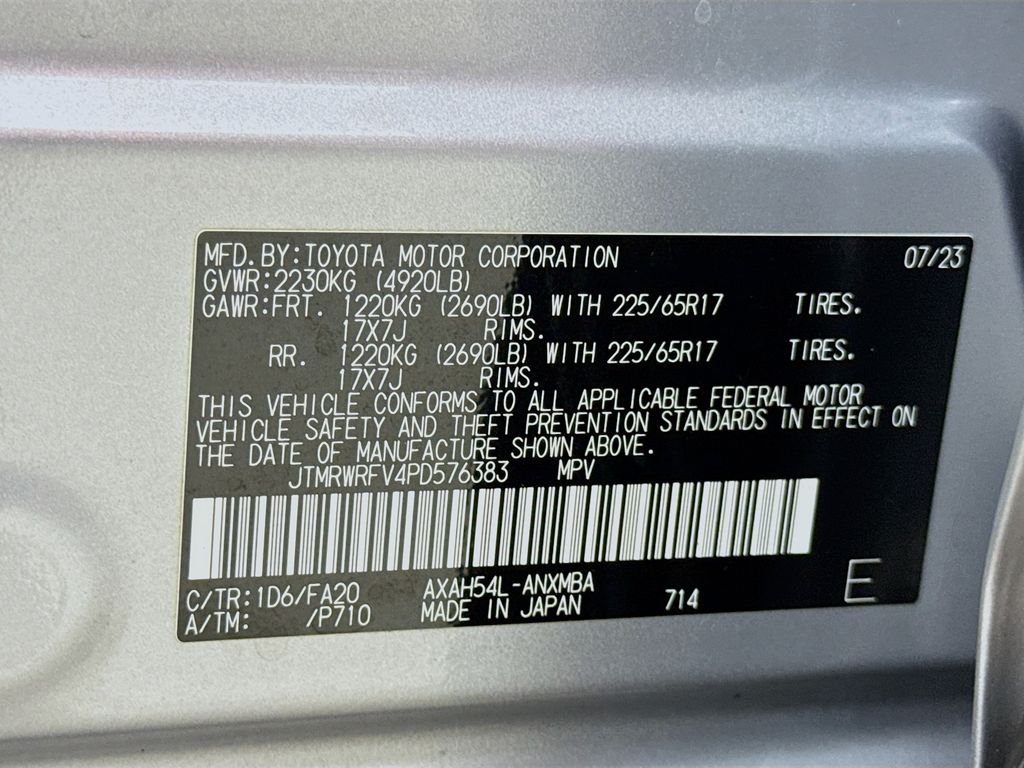 MFD.BY:TOYOTA MOTOR CORPORATION 07/23
GVWR:2230KG (4920LB)
GAWR:FRT. 1220KG (2690LB) WITH 225/65R17 TIRES.
17X7J RIMS.
RR. 1220KG (2690LB) WITH 225/65R17 TIRES.
17X7J RIMS.
THIS VEHICLE CONFORMS TO ALL APPLICABLE FEDERAL MOTOR
VEHICLE SAFETY AND THEFT PREVENTION STANDARDS IN EFFECT ON
THE DATE OF MANUFACTURE SHOWN ABOVE.
JTMRWRFV4PD576383 MPV
C/TR:1D6/FA20 AXAH54L-ANXMBA
A/TM: /P710 MADE IN JAPAN 714 E